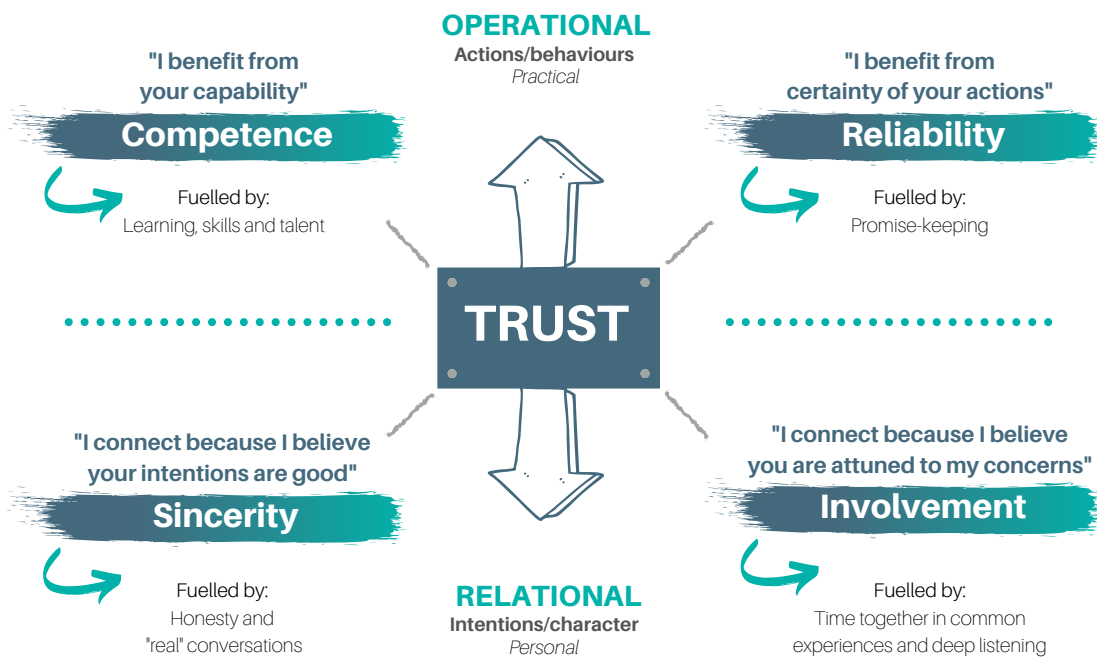 OPERATIONAL
Actions/behaviours
Practical
"I benefit from
your capability"
Competence
Fuelled by:
Learning, skills and talent
"I benefit from
certainty of your actions"
Reliability
Fuelled by:
Promise-keeping
TRUST
"I connect because I believe
your intentions are good"
Sincerity
Fuelled by:
Honesty and
"real" conversations
"I connect because I believe
you are attuned to my concerns"
Involvement
Fuelled by:
Time together in common
experiences and deep listening
RELATIONAL
Intentions/character
Personal